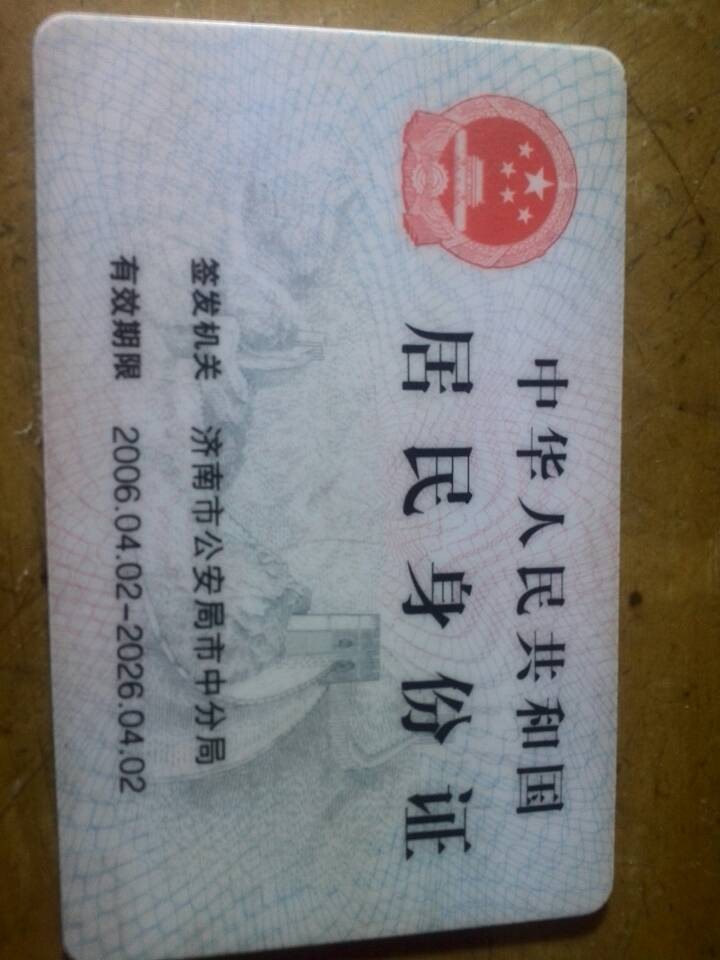 中华人民共和国
居民身份证
签发机关 济南市公安局市中分局
有效期限 2006.04.02-2026.04.02